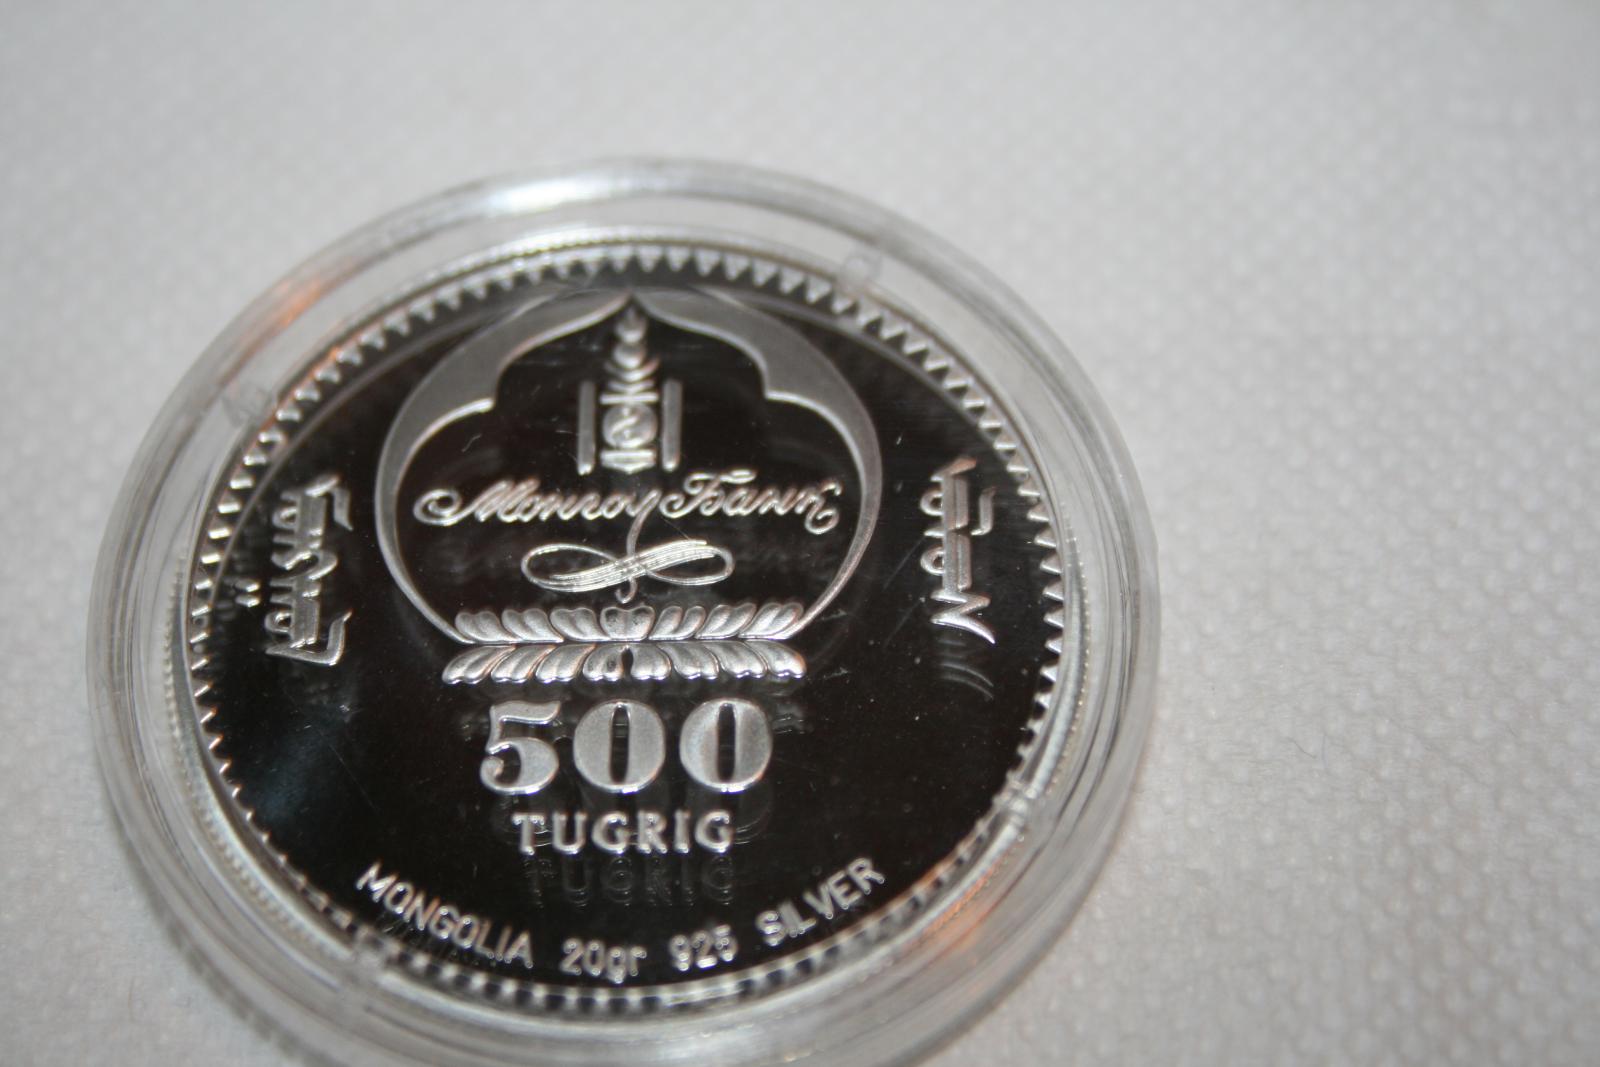 Монгол Банк
500
TUGRIG
MONGOLIA 20gr 925 SILVER